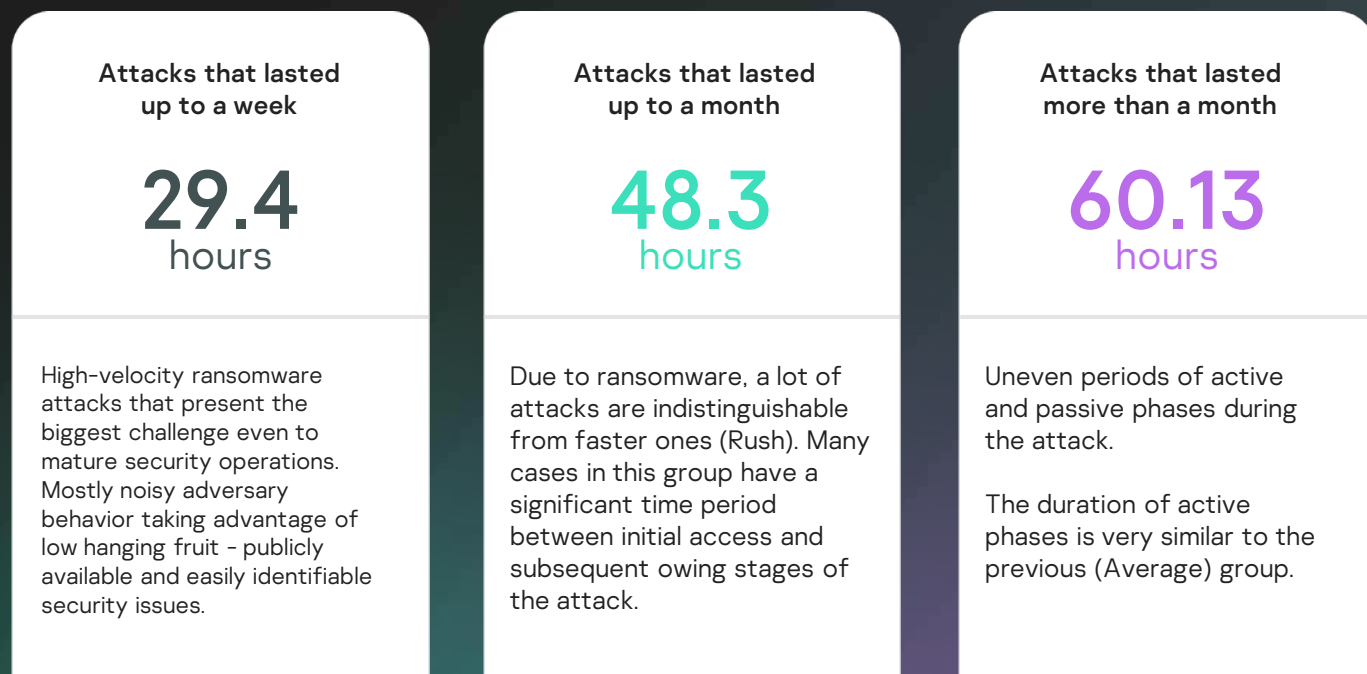 Attacks that lasted
up to a week
29.4
hours
High-velocity ransomware
attacks that present the
biggest challenge even to
mature security operations.
Mostly noisy adversary
behavior taking advantage of
low hanging fruit - publicly
available and easily identifiable
security issues.
Attacks that lasted
up to a month
48.3
hours
Due to ransomware, a lot of
attacks are indistinguishable
from faster ones (Rush). Many
cases in this group have a
significant time period
between initial access and
subsequent owing stages of
the attack.
Attacks that lasted
more than a month
60.13
hours
Uneven periods of active
and passive phases during
the attack.
The duration of active
phases is very similar to the
previous (Average) group.